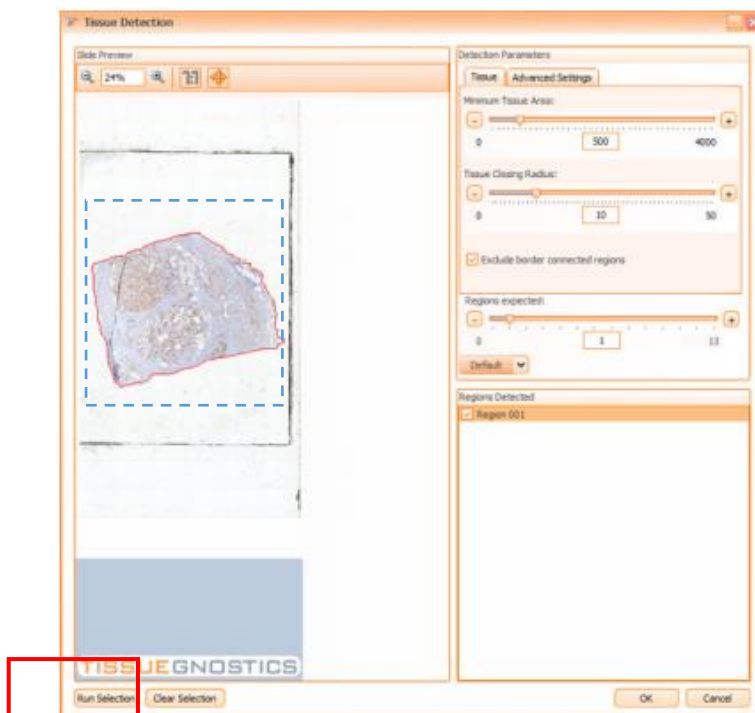 Tissue Detection
Slide Preview
24%
1:1
Detection Parameters
Tissue
Advanced Settings
Minimum Tissue Area:
-
+
0
500
4000
Tissue Closing Radius:
-
+
0
10
50
Exclude border connected regions
Regions expected:
-
+
0
1
13
Default
Regions Detected
Region 001
TISSUEGNOSTICS
Run Selection
Clear Selection
OK
Cancel